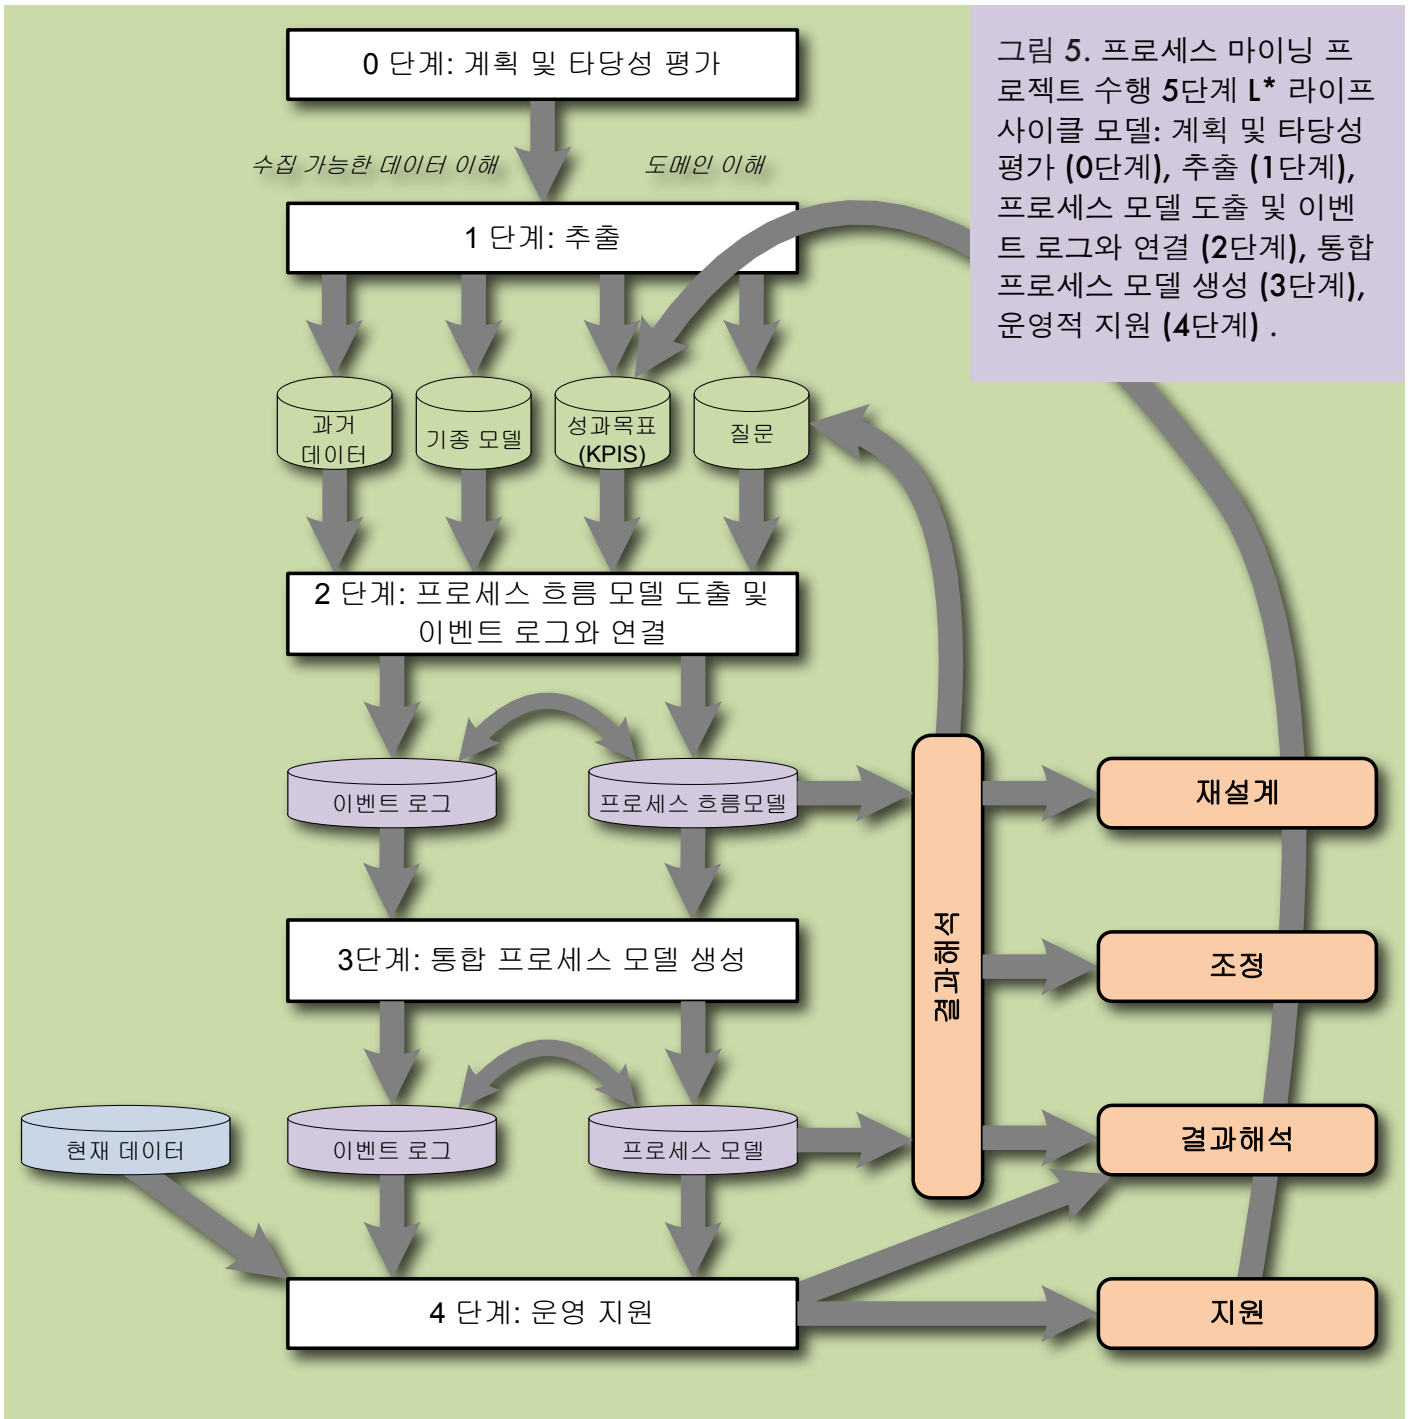 0 단계: 계획 및 타당성 평가
그림 5. 프로세스 마이닝 프
로젝트 수행 5단계 L* 라이프
사이클 모델: 계획 및 타당성
평가 (0단계), 추출 (1단계),
프로세스 모델 도출 및 이벤
트 로그와 연결 (2단계), 통합
프로세스 모델 생성 (3단계),
운영적 지원 (4단계) .
수집 가능한 데이터 이해
도메인 이해
1 단계: 추출
과거
데이터
기종 모델
성과목표
(KPIS)
질문
2 단계: 프로세스 흐름 모델 도출 및
이벤트 로그와 연결
이벤트 로그
프로세스 흐름모델
결과해석
재설계
3단계: 통합 프로세스 모델 생성
조정
현재 데이터
이벤트 로그
프로세스 모델
결과해석
4 단계: 운영 지원
지원